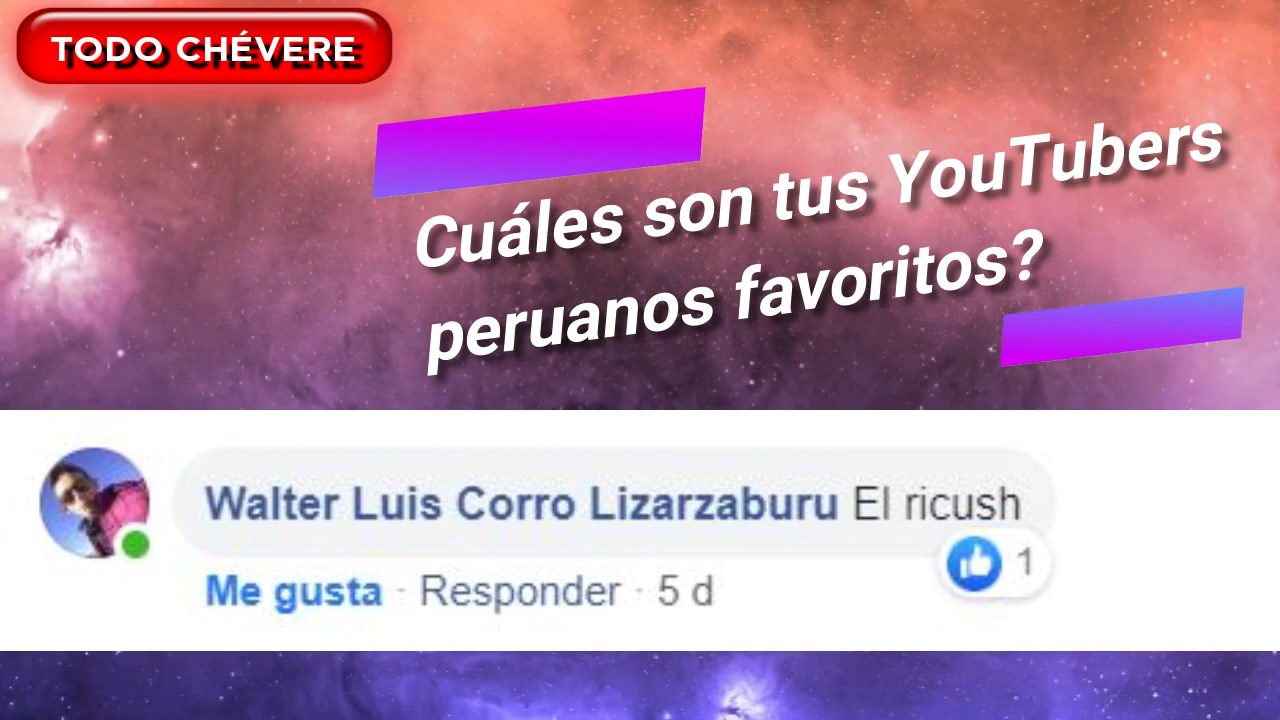 TODO CHÉVERE
Cuáles son tus YouTubers
peruanos favoritos?
Walter Luis Corro Lizarzaburu El ricush
1
Me gusta · Responder · 5 d